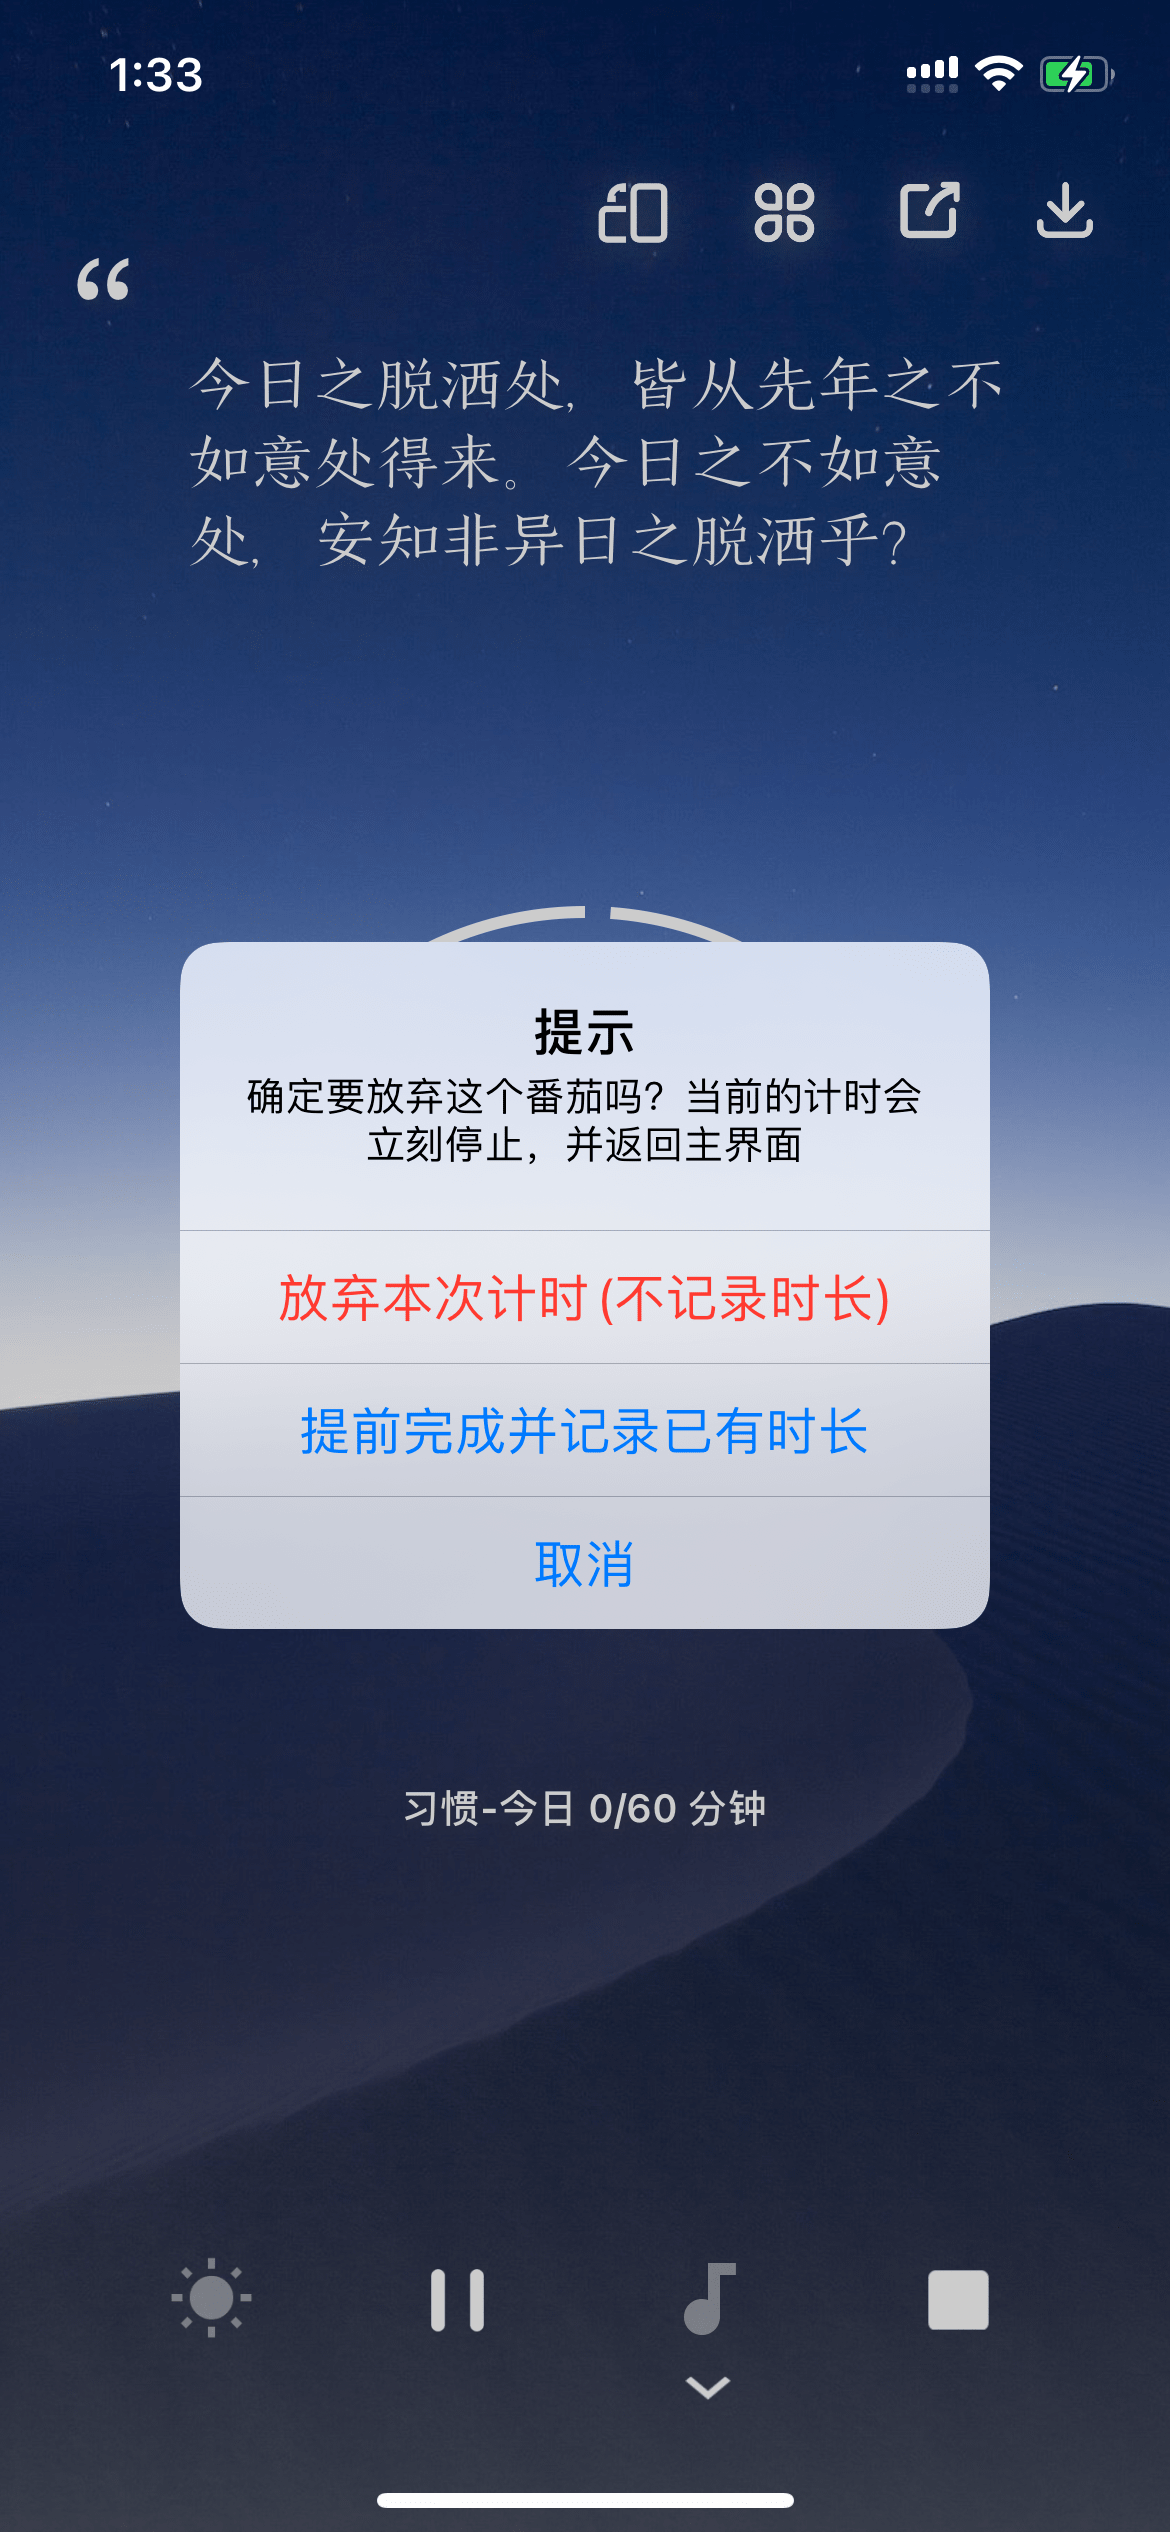 1:33
“
今日之脱洒处，皆从先年之不
如意处得来。今日之不如意
处，安知非异日之脱洒乎？
提示
确定要放弃这个番茄吗？当前的计时会
立刻停止，并返回主界面
放弃本次计时(不记录时长)
提前完成并记录已有时长
取消
习惯-今日 0/60 分钟